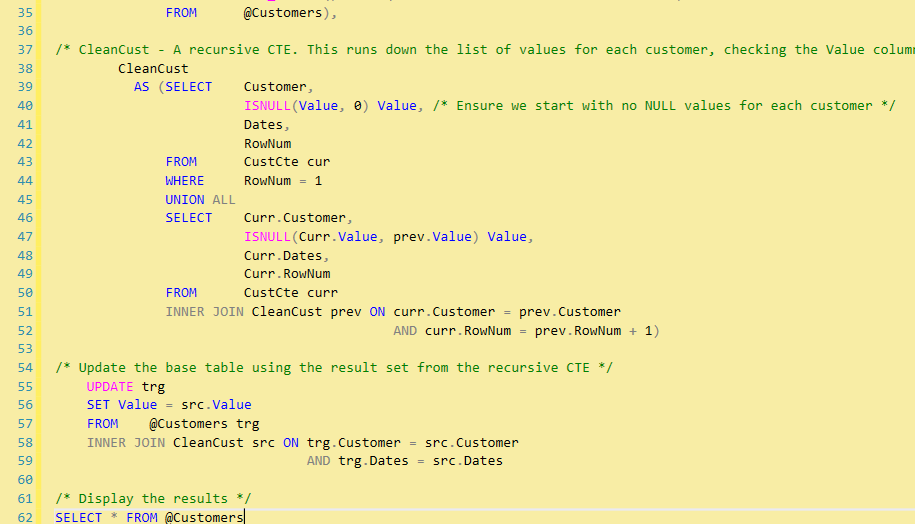 35 FROM @Customers),
36
37 /* CleanCust - A recursive CTE. This runs down the list of values for each customer, checking the Value colum
38 CleanCust
39 AS (SELECT Customer,
40 ISNULL(Value, 0) Value, /* Ensure we start with no NULL values for each customer */
41 Dates,
42 RowNum
43 FROM CustCte cur
44 WHERE RowNum = 1
45 UNION ALL
46 SELECT Curr.Customer,
47 ISNULL(Curr.Value, prev.Value) Value,
48 Curr.Dates,
49 Curr.RowNum
50 FROM CustCte curr
51 INNER JOIN CleanCust prev ON curr.Customer = prev.Customer
52 AND curr.RowNum = prev.RowNum + 1)
53
54 /* Update the base table using the result set from the recursive CTE */
55 UPDATE trg
56 SET Value = src.Value
57 FROM @Customers trg
58 INNER JOIN CleanCust src ON trg.Customer = src.Customer
59 AND trg.Dates = src.Dates
60
61 /* Display the results */
62 SELECT * FROM @Customers